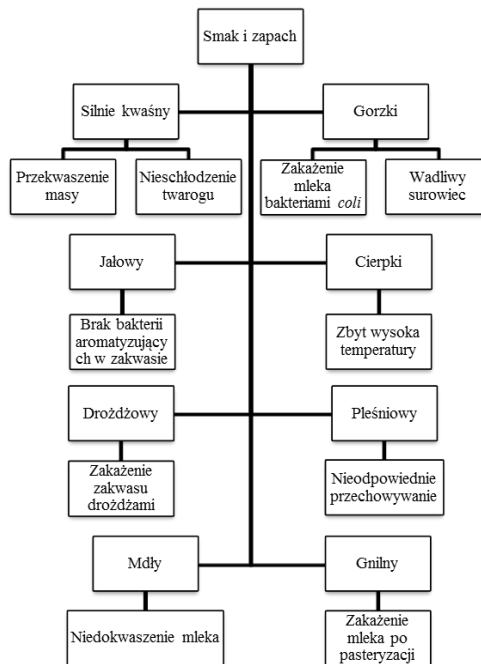 Smak i zapach
Silnie kwaśny
Gorzki
Przekwaszenie
masy
Nieschłodzenie
twarogu
Zakażenie
mleka
bakteriami coli
Wadliwy
surowiec
Jałowy
Cierpki
Brak bakterii
aromatyzujący
ch w zakwasie
Zbyt wysoka
temperatury
Drożdżowy
Pleśniowy
Zakażenie
zakwasu
drożdżami
Nieodpowiednie
przechowywanie
Mdły
Gnilny
Niedokwaszenie mleka
Zakażenie
mleka po
pasteryzacji